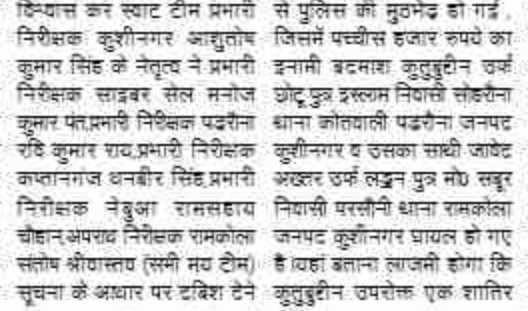 विश्वास कर स्वाट टीम प्रभारी
निरीक्षक कुशीनगर आशुतोष
कुमार सिंह के नेतृत्व ने प्रभारी
निरीक्षक साइबर सेल मनोज
कुमार पंत,प्रभारी निरीक्षक पडरौना
रवि कुमार राय,प्रभारी निरीक्षक
कप्तानगंज धनबीर सिंह,प्रभारी
निरीक्षक नेबुआ रामसहाय
चौहान,अपराध निरीक्षक रामकोला
संतोष श्रीवास्तव (सभी मय टीम)
सूचना के आधार पर दबिश देने
से पुलिस की मुठभेड़ हो गई ,
जिसमें पच्चीस हजार रुपये का
इनामी बदमाश कुतुबुद्दीन उर्फ
छोटू पुत्र इस्लाम निवासी सोहरौना
थाना कोतवाली पडरौना जनपद
कुशीनगर व उसका साथी जावेद
अख्तर उर्फ लड्डन पुत्र मो0 सबुर
निवासी परसौनी थाना रामकोला
जनपद कुशीनगर घायल हो गए
है।यहां बताना लाजमी होगा कि
कुतुबुद्दीन उपरोक्त एक शातिर